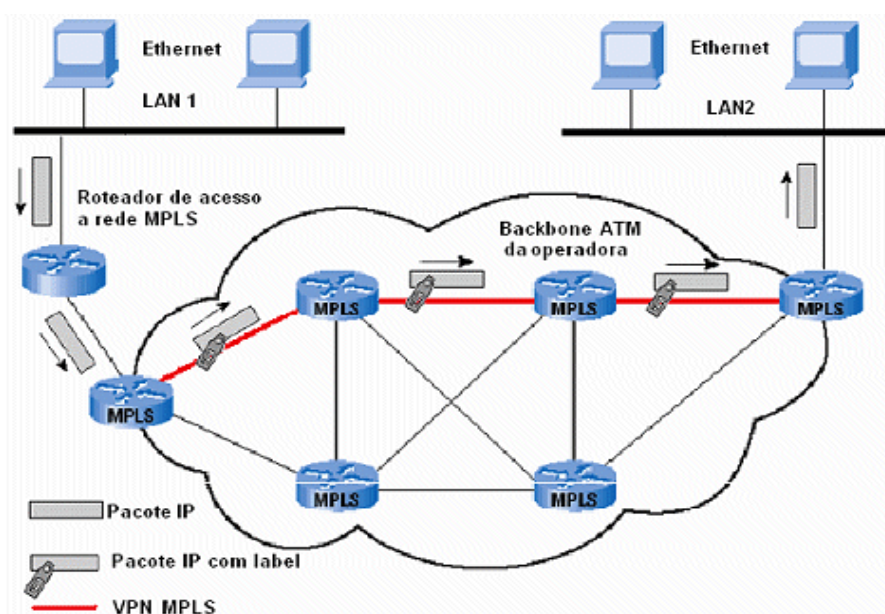 Ethernet
LAN 1
Ethernet
LAN2
Roteador de acesso
a rede MPLS
Backbone ATM
da operadora
MPLS
MPLS
MPLS
MPLS
MPLS
MPLS
Pacote IP
Pacote IP com label
VPN MPLS